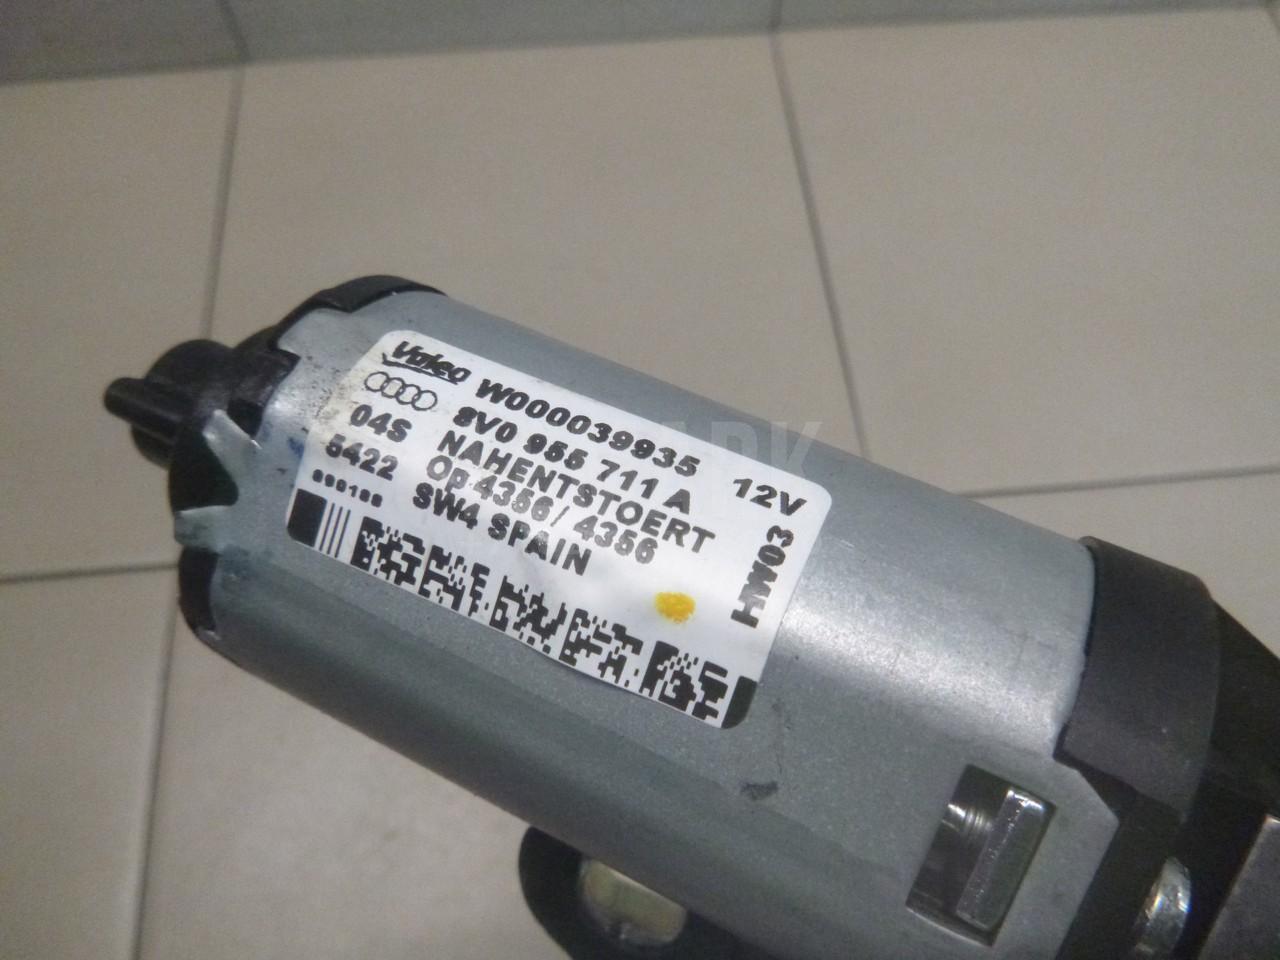 Valeo W000039935 12V
8V0 955 711 A
04S NAHENTSTOERT
5422 Op 4356/ 4356
SW4 SPAIN
HW03